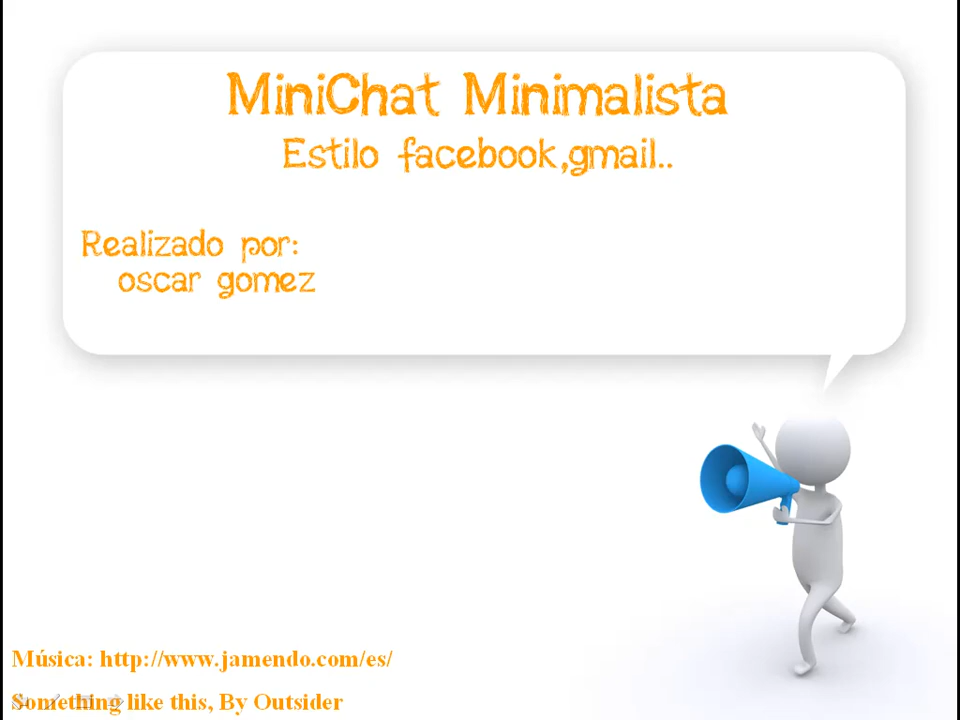 MiniChat Minimalista
Estilo facebook,gmail..
Realizado por:
oscar gomez
Música: http://www.jamendo.com/es/
Something like this, By Outsider